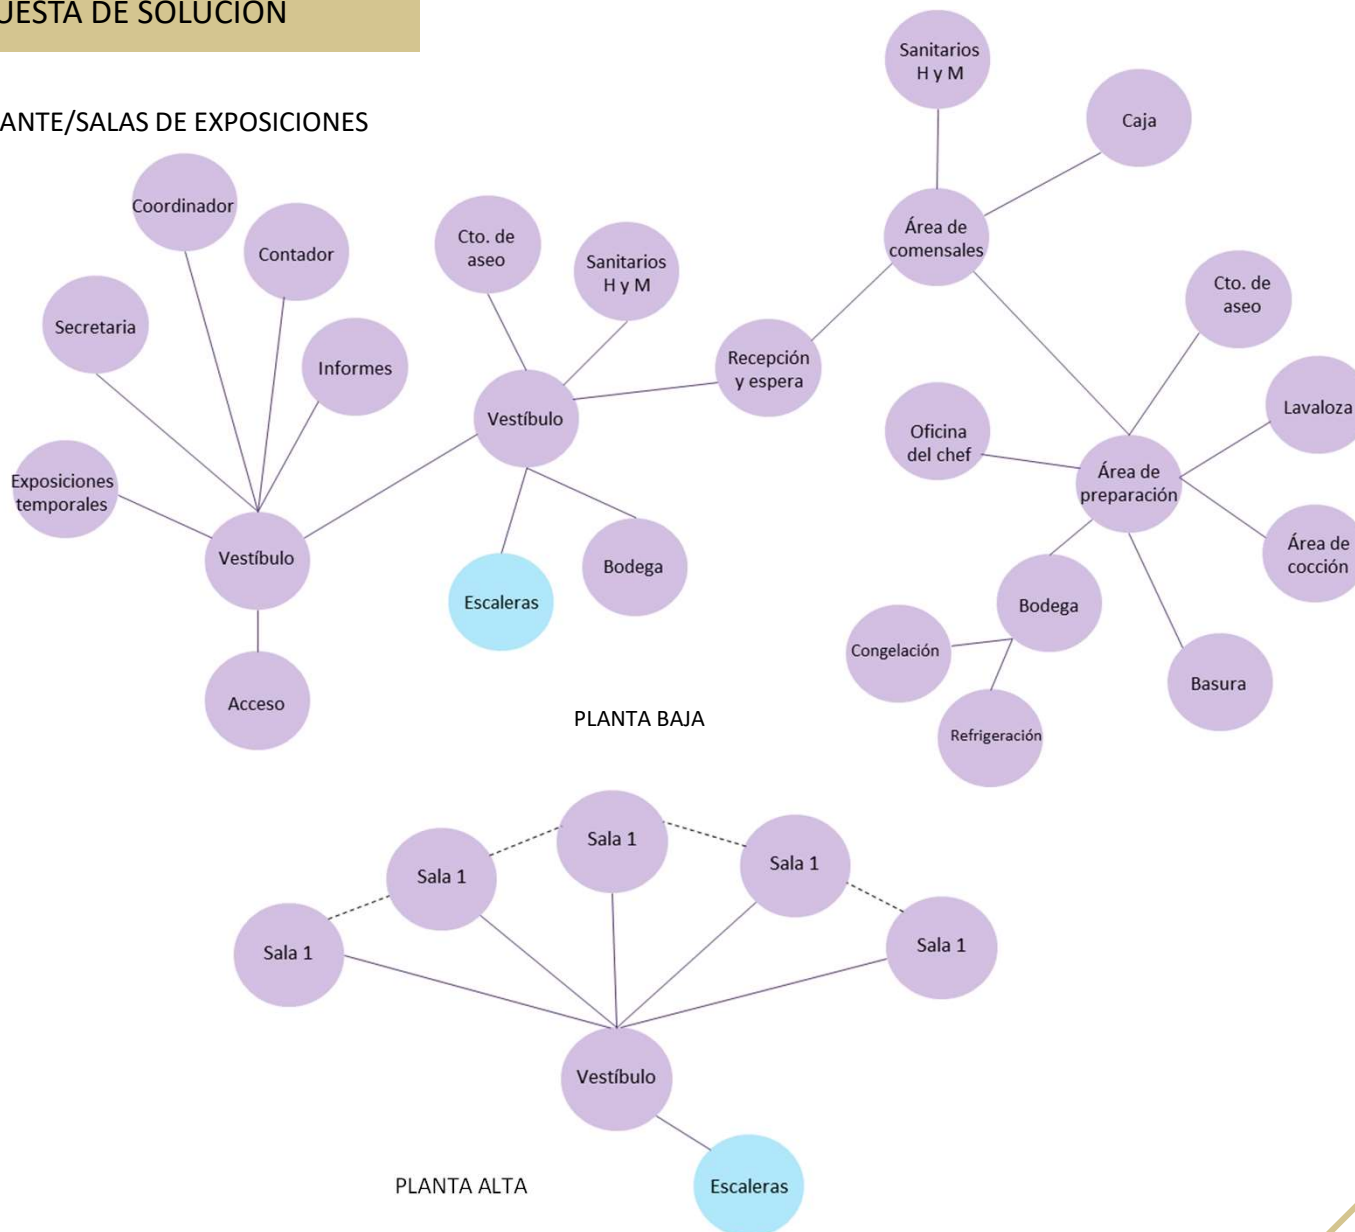 UESTA DE SOLUCIÓN
ANTE/SALAS DE EXPOSICIONES
Coordinador
Contador
Secretaria
Informes
Exposiciones
temporales
Vestíbulo
Acceso
Cto. de
aseo
Sanitarios
H y M
Vestíbulo
Recepción
y espera
Escaleras
Bodega
Sanitarios
H y M
Caja
Área de
comensales
Cto. de
aseo
Oficina
del chef
Lavaloza
Área de
preparación
Área de
cocción
Bodega
Congelación
Refrigeración
Basura
PLANTA BAJA
Sala 1
Sala 1
Sala 1
Sala 1
Sala 1
Vestíbulo
Escaleras
PLANTA ALTA